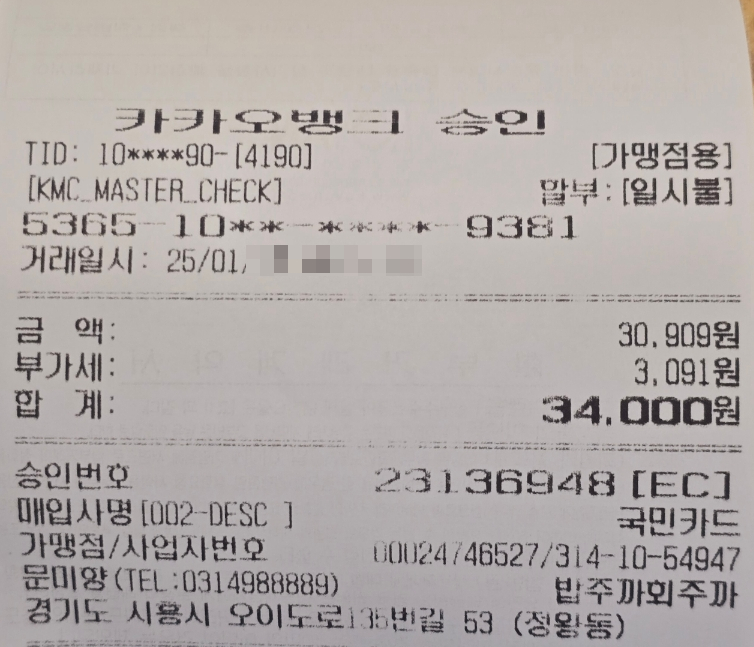 카카오뱅크 승인
TID: 10****90-[4190] [가맹점용]
[KMC_MASTER_CHECK] 할부:[일시불]
5365-10**-****-9381
거래일시: 25/01/
금 액: 30,909원
부가세: 3,091원
합 계: 34,000원
승인번호 23136948 [EC]
매입사명[002-DESC ] 국민카드
가맹점/사업자번호 00024746527/314-10-54947
문미향(TEL:0314988889) 밥주까회주까
경기도 시흥시 오이도로135번길 53 (정왕동)